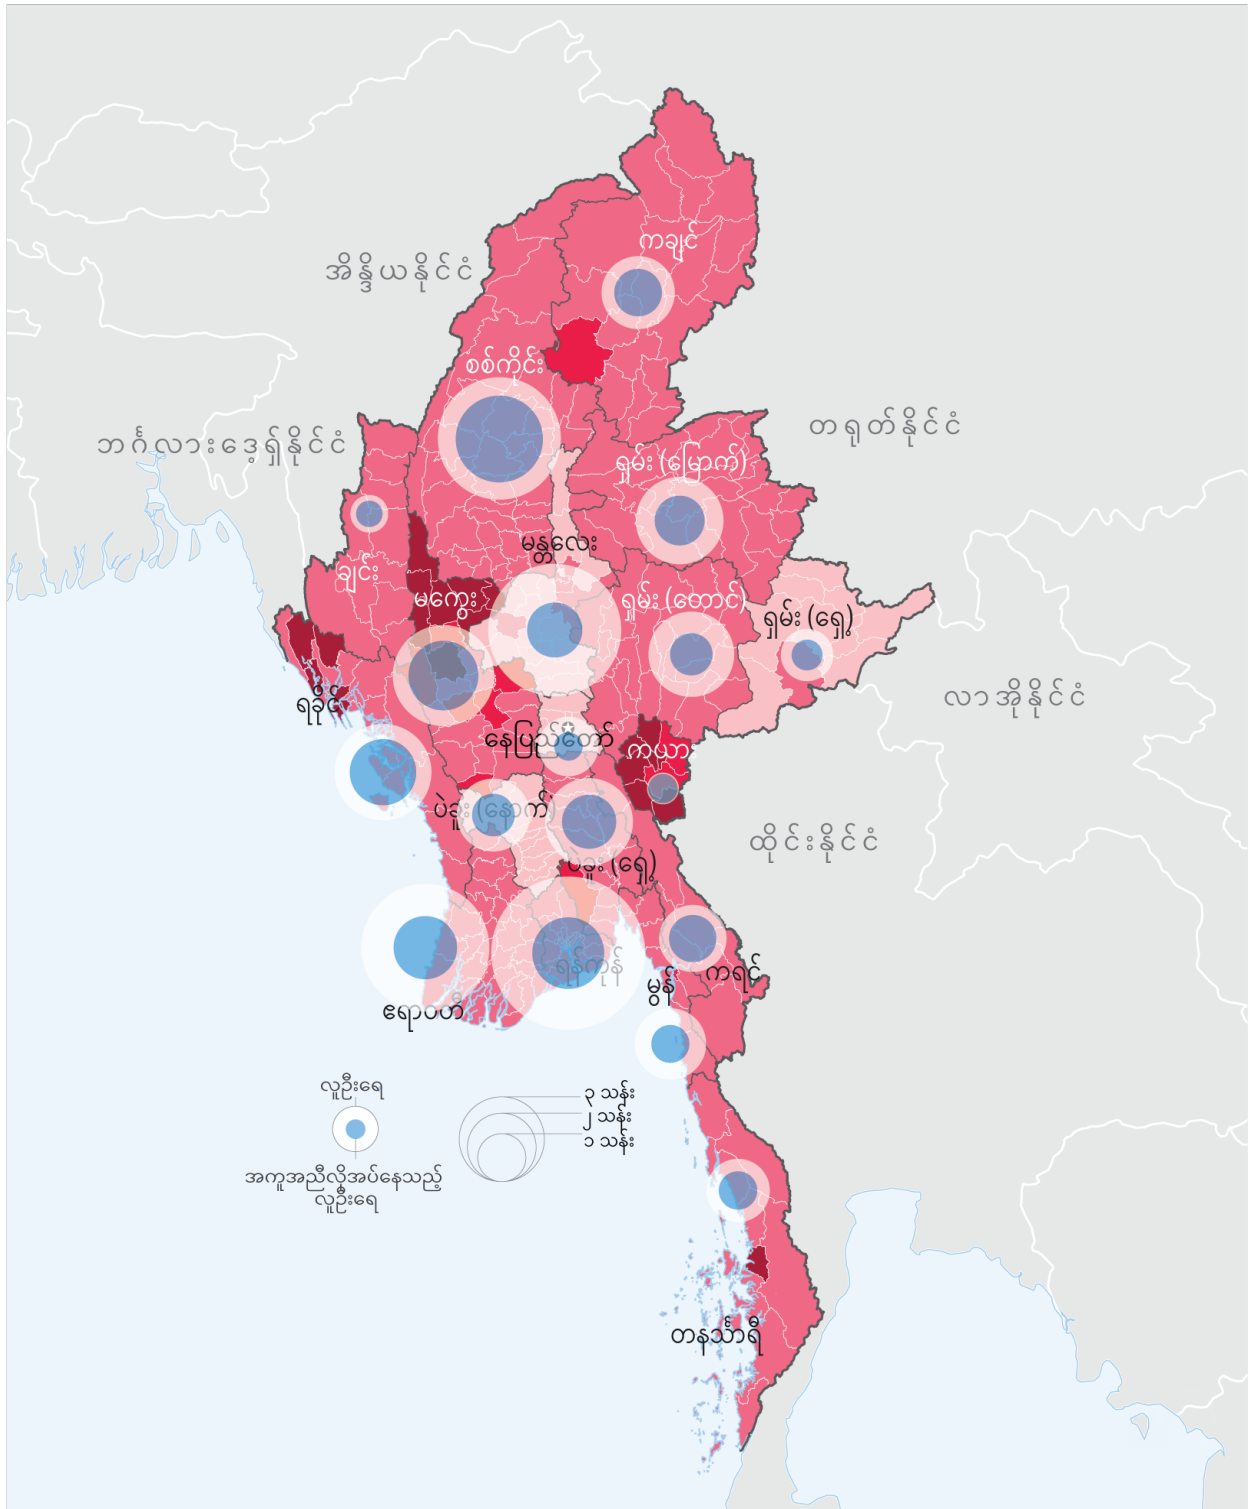 ကချင်
အိန္ဒိယနိုင်ငံ
စစ်ကိုင်း
တရုတ်နိုင်ငံ
ဘင်္ဂလားဒေ့ရှ်နိုင်ငံ
ရှမ်း (မြောက်)
မန္တလေး
ချင်း
မကွေး
ရှမ်း (တောင်)
ရှမ်း (ရှေ့)
လာအိုနိုင်ငံ
ရခိုင်
နေပြည်တော်
ကယား
ပဲခူး (နောက်)
ထိုင်းနိုင်ငံ
ပဲခူး (ရှေ့)
ရန်ကုန်
ကရင်
မွန်
ဧရာဝတီ
လူဦးရေ
၃ သန်း
၂ သန်း
၁ သန်း
အကူအညီလိုအပ်နေသည့်
လူဦးရေ
တနင်္သာရီ